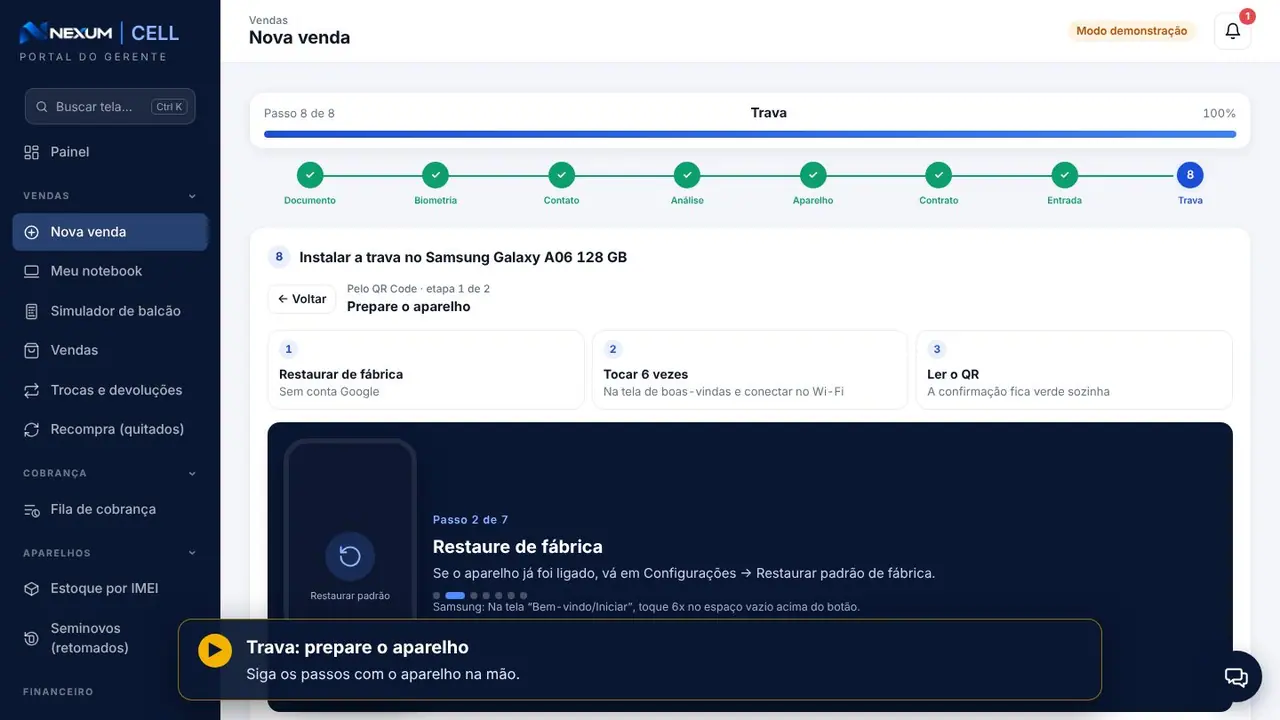 NEXUM | CELL
PORTAL DO GERENTE
Buscar tela... Ctrl K
Painel
VENDAS
Nova venda
Meu notebook
Simulador de balcão
Vendas
Trocas e devoluções
Recompra (quitados)
COBRANÇA
Fila de cobrança
APARELHOS
Estoque por IMEI
Seminovos
(retomados)
FINANCEIRO
Vendas
Nova venda
Modo demonstração
1
Passo 8 de 8
Trava
100%
Documento
Biometria
Contato
Análise
Aparelho
Contrato
Entrada
8
Trava
8 Instalar a trava no Samsung Galaxy A06 128 GB
← Voltar
Pelo QR Code · etapa 1 de 2
Prepare o aparelho
1
Restaurar de fábrica
Sem conta Google
2
Tocar 6 vezes
Na tela de boas-vindas e conectar no Wi-Fi
3
Ler o QR
A confirmação fica verde sozinha
Restaurar padrão
Passo 2 de 7
Restaure de fábrica
Se o aparelho já foi ligado, vá em Configurações → Restaurar padrão de fábrica.
Samsung: Na tela “Bem-vindo/Iniciar”, toque 6x no espaço vazio acima do botão.
Trava: prepare o aparelho
Siga os passos com o aparelho na mão.